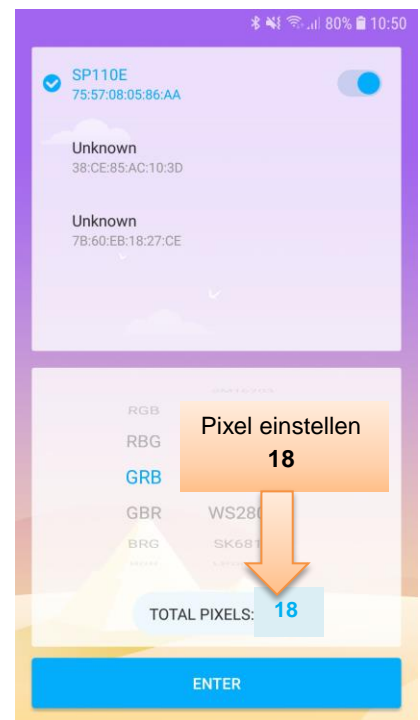 80% 10:50
SP110E
75:57:08:05:86:AA
Unknown
38:CE:85:AC:10:3D
Unknown
7B:60:EB:18:27:CE
RGB
RBG
GRB
GBR WS280
BRG SK681
Pixel einstellen
18
TOTAL PIXELS: 18
ENTER